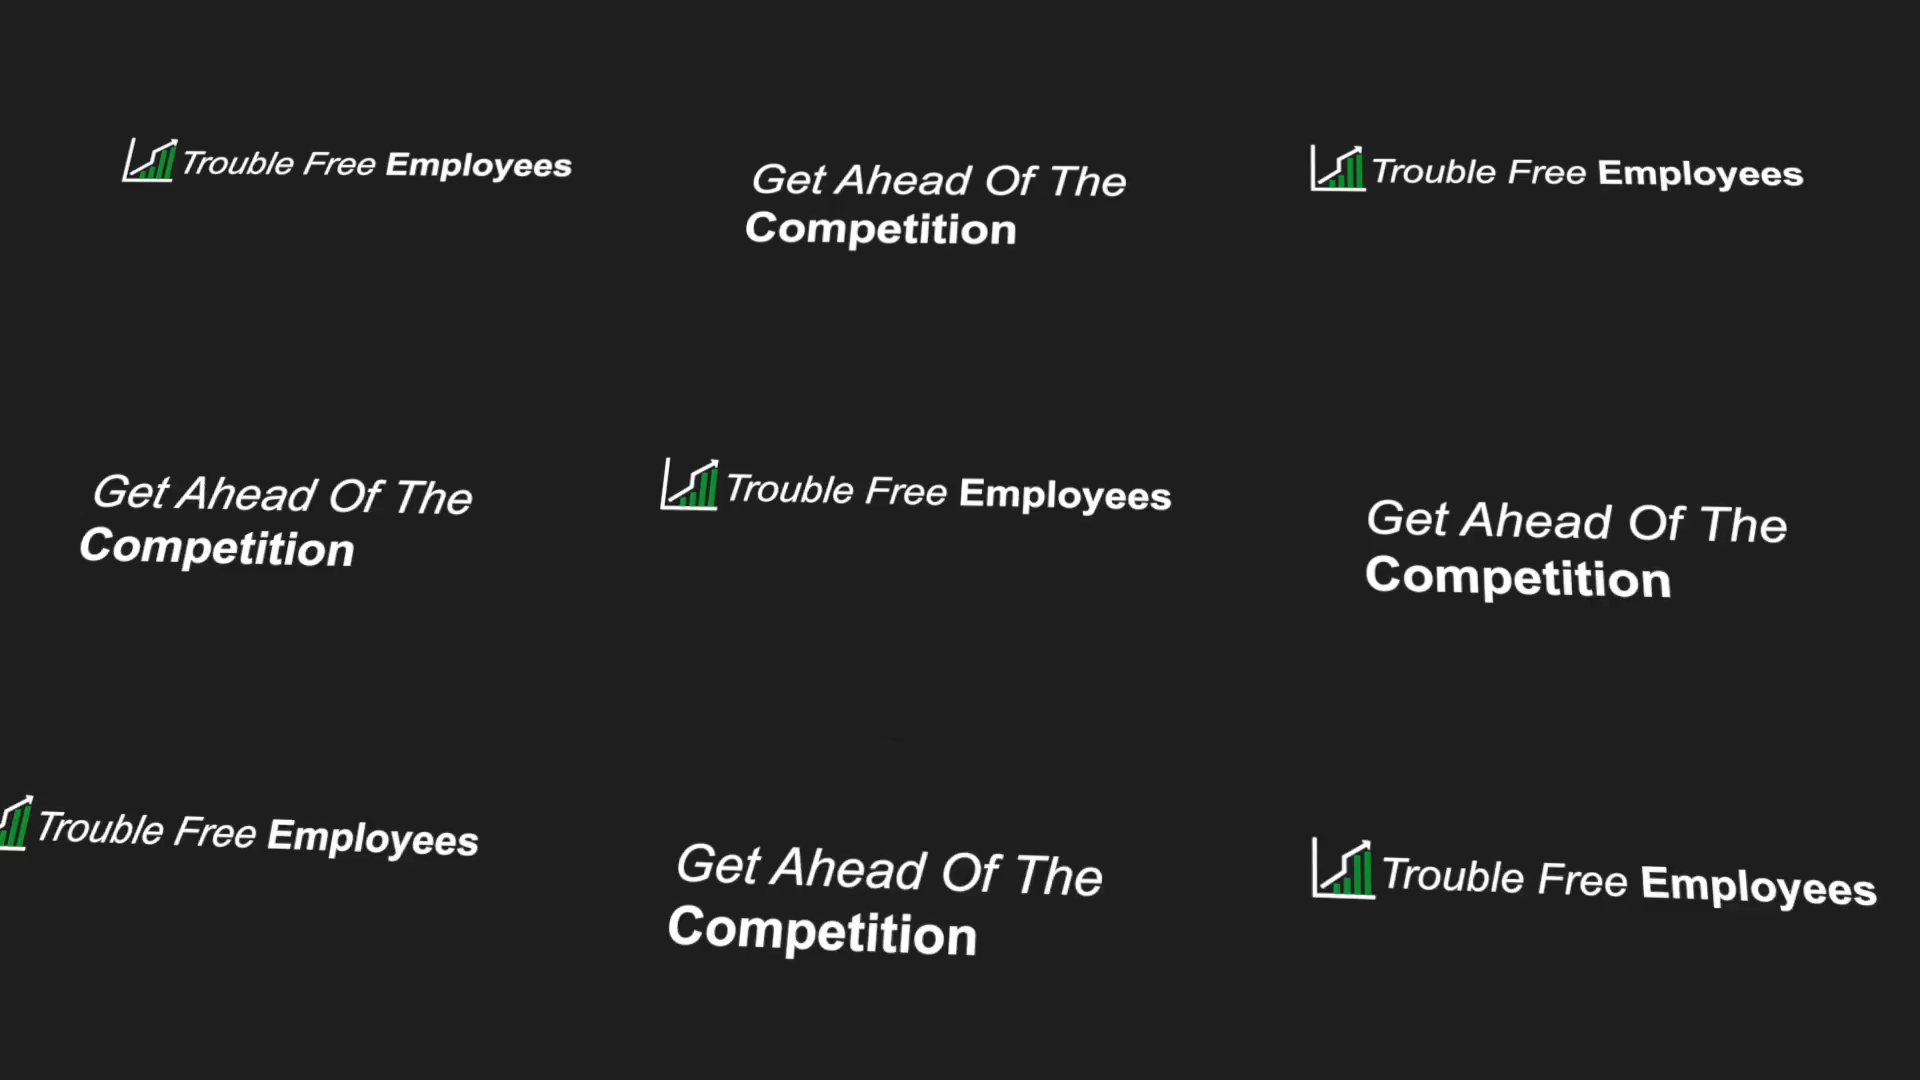 Trouble Free Employees
Get Ahead Of The
Competition
Trouble Free Employees
Get Ahead Of The
Competition
Trouble Free Employees
Get Ahead Of The
Competition
Trouble Free Employees
Get Ahead Of The
Competition
Trouble Free Employees